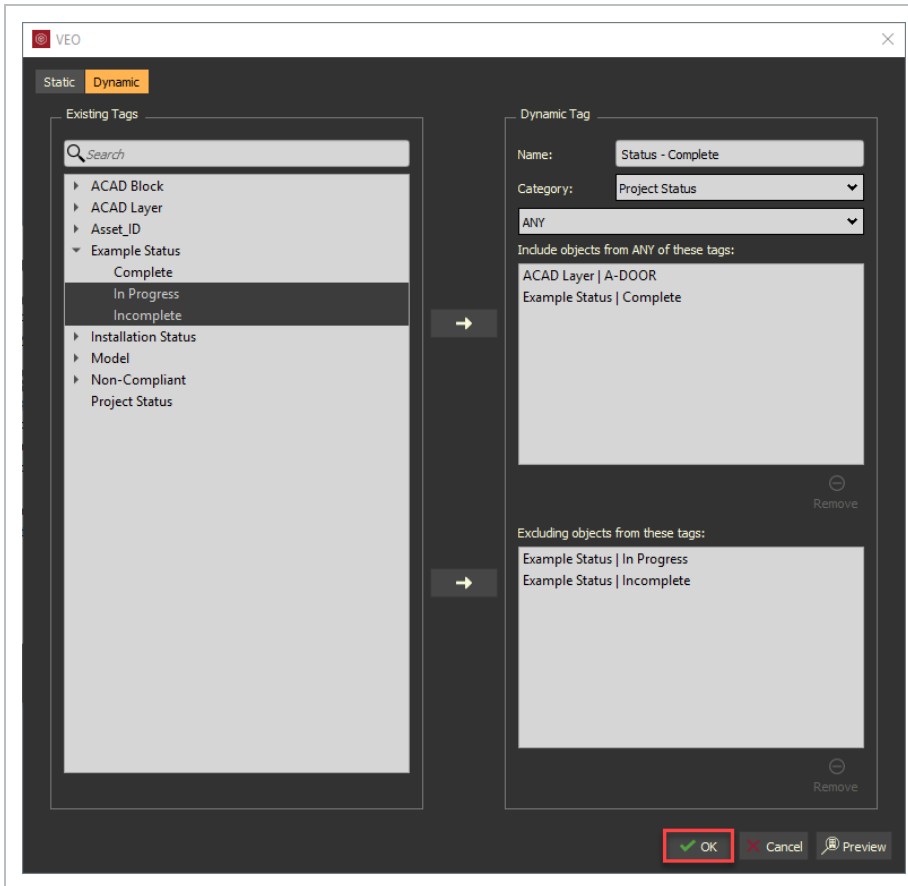 VEO
Static Dynamic
Existing Tags
Search
ACAD Block
ACAD Layer
Asset_ID
Example Status
Complete
In Progress
Incomplete
Installation Status
Model
Non-Compliant
Project Status
Dynamic Tag
Name: Status - Complete
Category: Project Status
ANY
Include objects from ANY of these tags:
ACAD Layer | A-DOOR
Example Status | Complete
Remove
Excluding objects from these tags:
Example Status | In Progress
Example Status | Incomplete
Remove
OK Cancel Preview